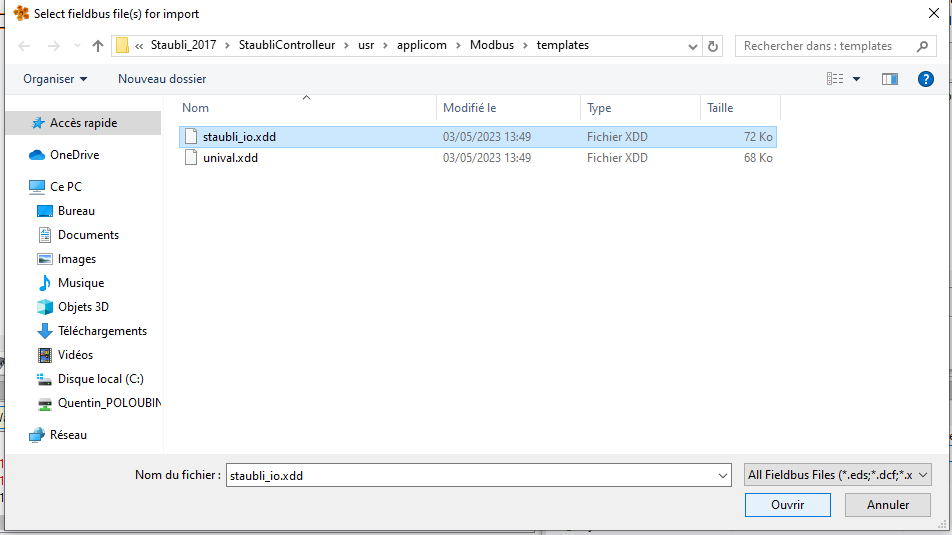 Select fieldbus file(s) for import
« Staubli_2017 > StaubliControlleur > usr > applicom > Modbus > templates
Rechercher dans : templates
Organiser
Nouveau dossier
?
Accès rapide
OneDrive
Ce PC
Bureau
Documents
Images
Musique
Objets 3D
Téléchargements
Vidéos
Disque local (C:)
Quentin_POLOUBIN
Réseau
Nom Modifié le Type Taille
staubli_io.xdd 03/05/2023 13:49 Fichier XDD 72 Ko
unival.xdd 03/05/2023 13:49 Fichier XDD 68 Ko
Nom du fichier : staubli_io.xdd
All Fieldbus Files (*.eds;*.dcf;*.x
Ouvrir
Annuler